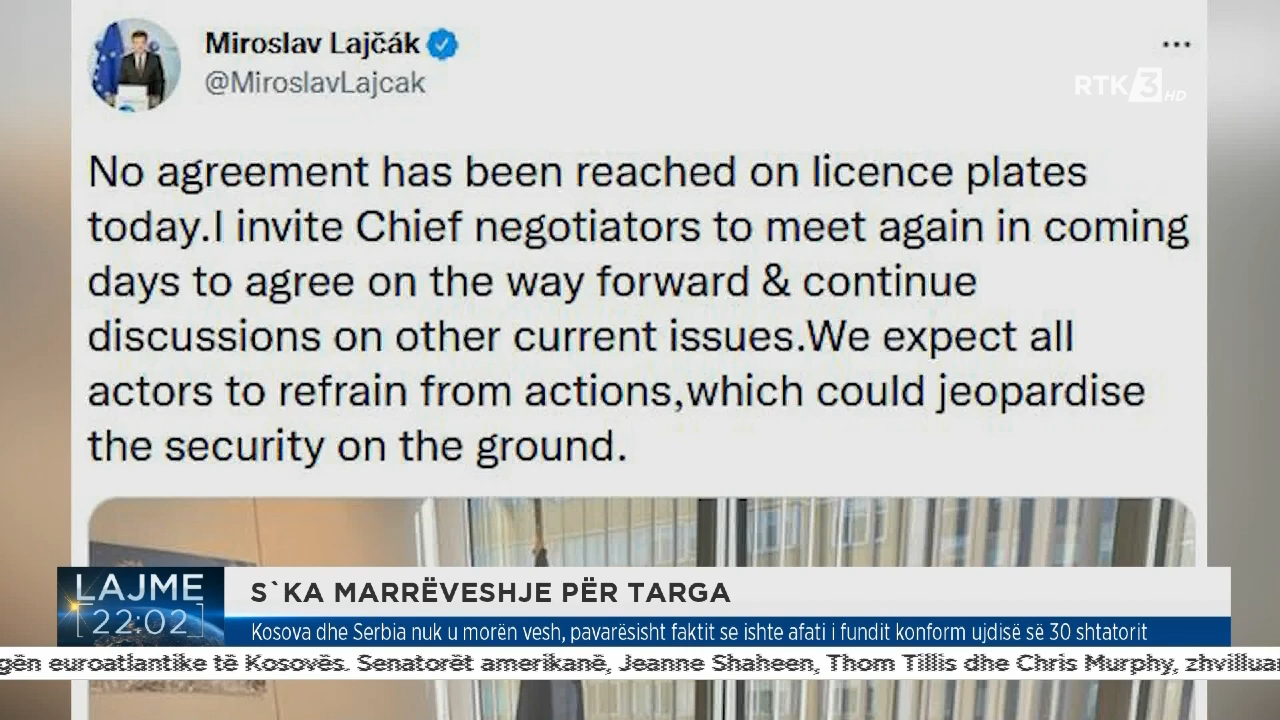 Miroslav Lajčák
@MiroslavLajcak
RTK 3 HD
No agreement has been reached on licence plates
today.I invite Chief negotiators to meet again in coming
days to agree on the way forward & continue
discussions on other current issues.We expect all
actors to refrain from actions,which could jeopardise
the security on the ground.
LAJME
22:02
S`KA MARRËVESHJE PËR TARGA
Kosova dhe Serbia nuk u morën vesh, pavarësisht faktit se ishte afati i fundit konform ujdisë së 30 shtatorit
gën euroatlantike të Kosovës. Senatorët amerikanë, Jeanne Shaheen, Thom Tillis dhe Chris Murphy, zhvilluan